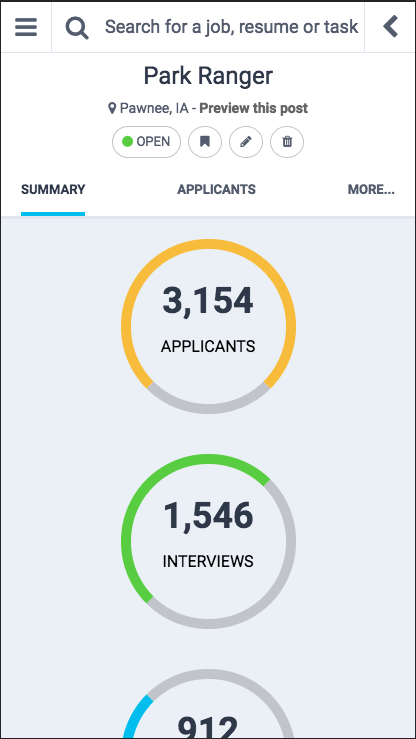 Search for a job, resume or task
Park Ranger
Pawnee, IA - Preview this post
OPEN
SUMMARY APPLICANTS MORE...
3,154
APPLICANTS
1,546
INTERVIEWS
912